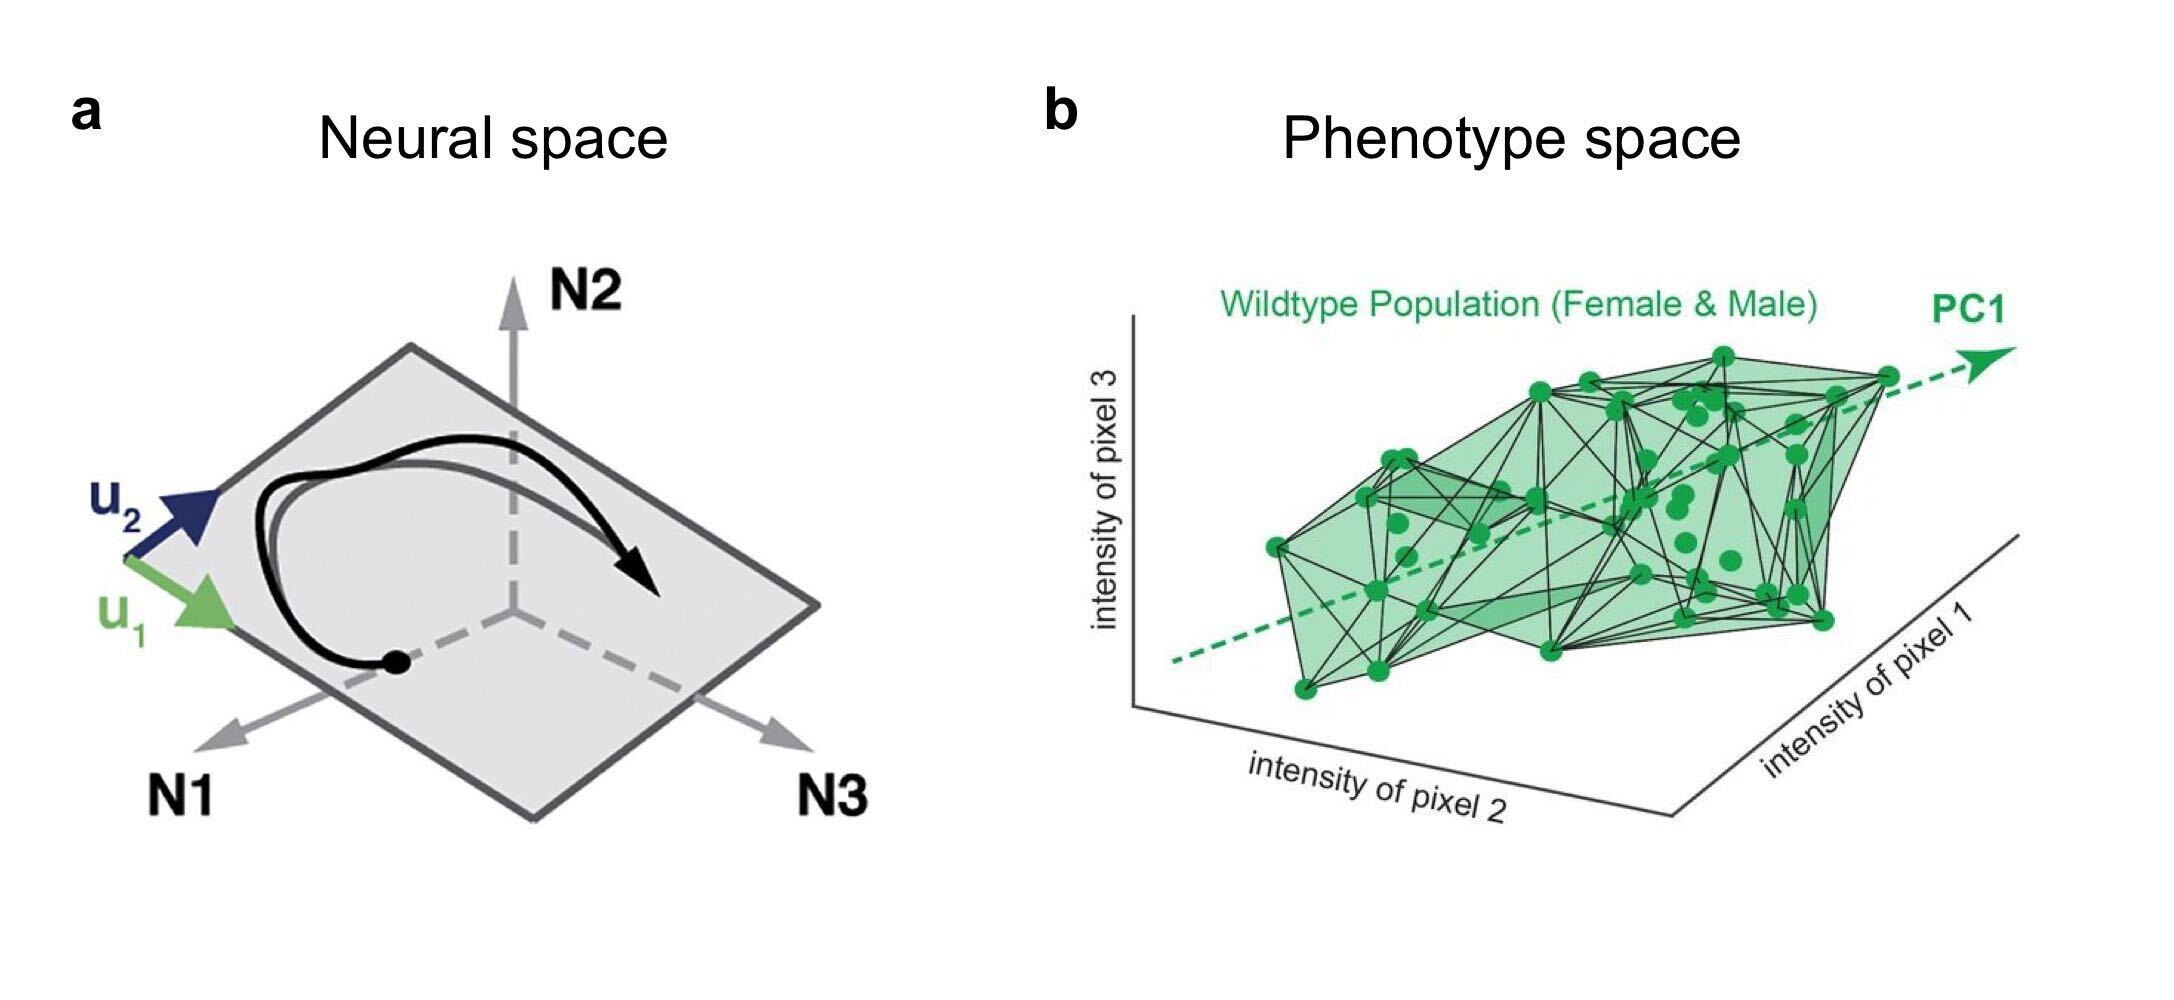 a
Neural space
N2
u2
u1
N1
N3
b
Phenotype space
Wildtype Population (Female & Male)
PC1
intensity of pixel 3
intensity of pixel 2
intensity of pixel 1